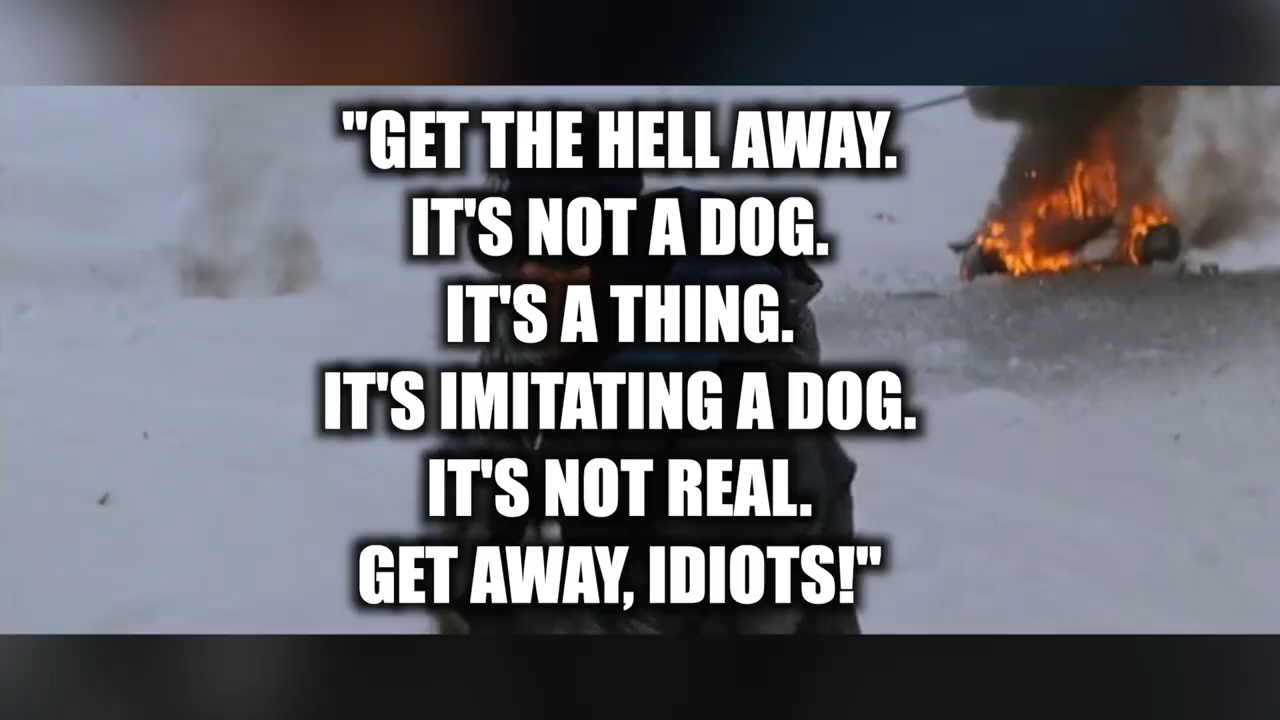 "GET THE HELL AWAY.
IT'S NOT A DOG.
IT'S A THING.
IT'S IMITATING A DOG.
IT'S NOT REAL.
GET AWAY, IDIOTS!"